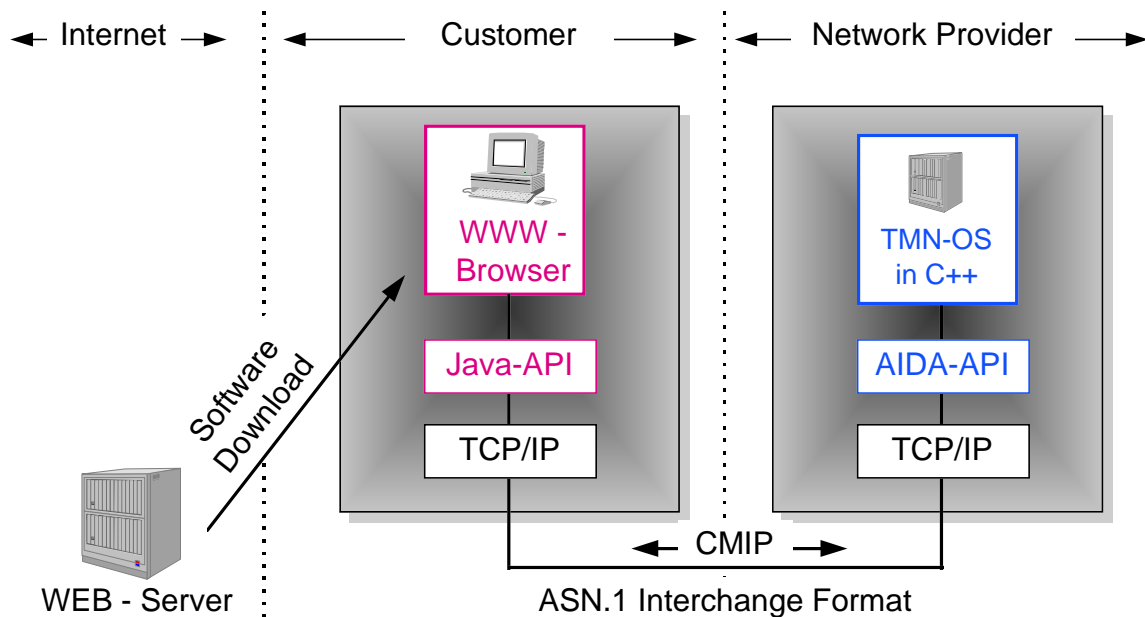 Internet
Customer
Network Provider
WWW -
Browser
TMN-OS
in C++
Java-API
AIDA-API
Software
Download
TCP/IP
TCP/IP
CMIP
WEB - Server
ASN.1 Interchange Format